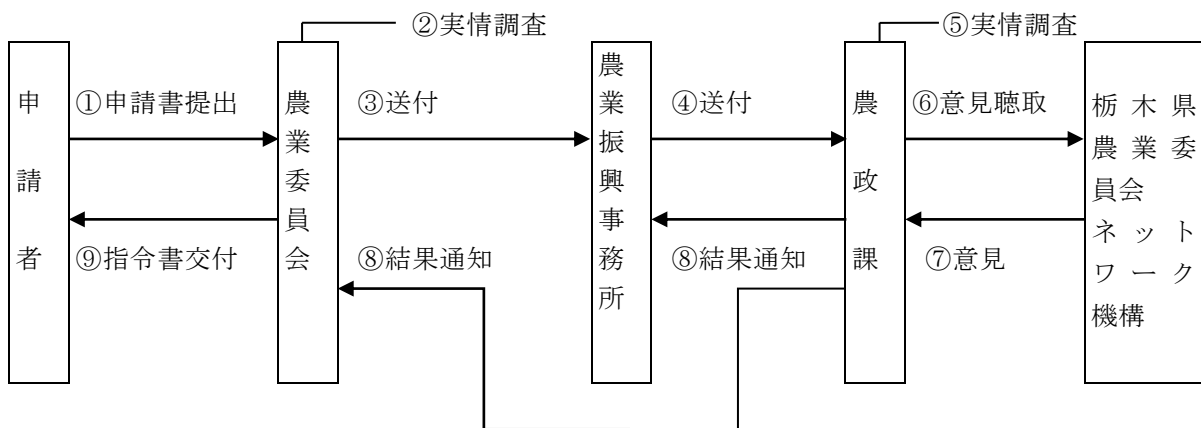 ②実情調査
⑤実情調査
申請者
①申請書提出
⑨指令書交付
農業委員会
③送付
⑧結果通知
農業振興事務所
④送付
⑧結果通知
農政課
⑥意見聴取
⑦意見
栃木県
農業委
員会
ネット
ワーク
機構